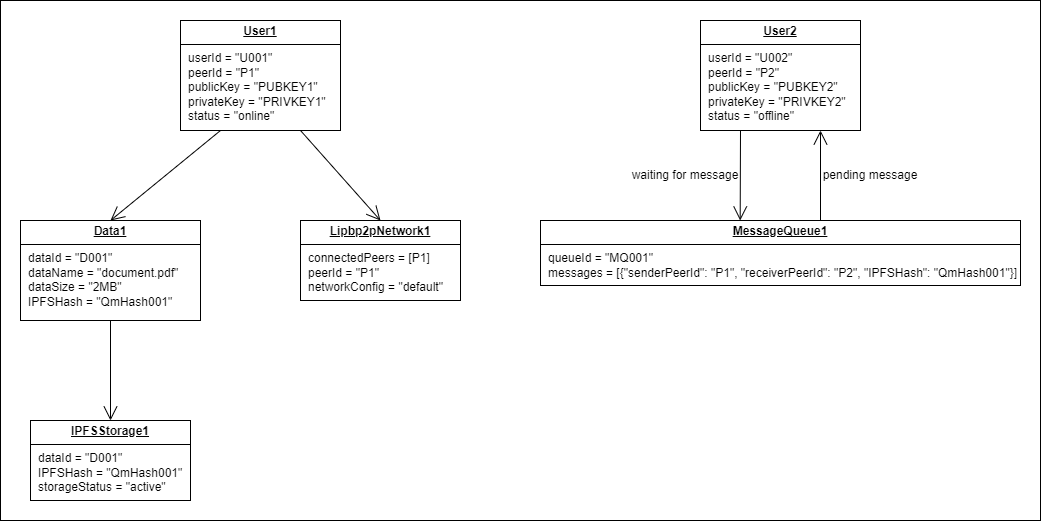 User1
userId = "U001"
peerId = "P1"
publicKey = "PUBKEY1"
privateKey = "PRIVKEY1"
status = "online"
User2
userId = "U002"
peerId = "P2"
publicKey = "PUBKEY2"
privateKey = "PRIVKEY2"
status = "offline"
waiting for message
pending message
Data1
dataId = "D001"
dataName = "document.pdf"
dataSize = "2MB"
IPFSHash = "QmHash001"
Lipbp2pNetwork1
connectedPeers = [P1]
peerId = "P1"
networkConfig = "default"
MessageQueue1
queueId = "MQ001"
messages = [{"senderPeerId": "P1", "receiverPeerId": "P2", "IPFSHash": "QmHash001"}]
IPFSStorage1
dataId = "D001"
IPFSHash = "QmHash001"
storageStatus = "active"